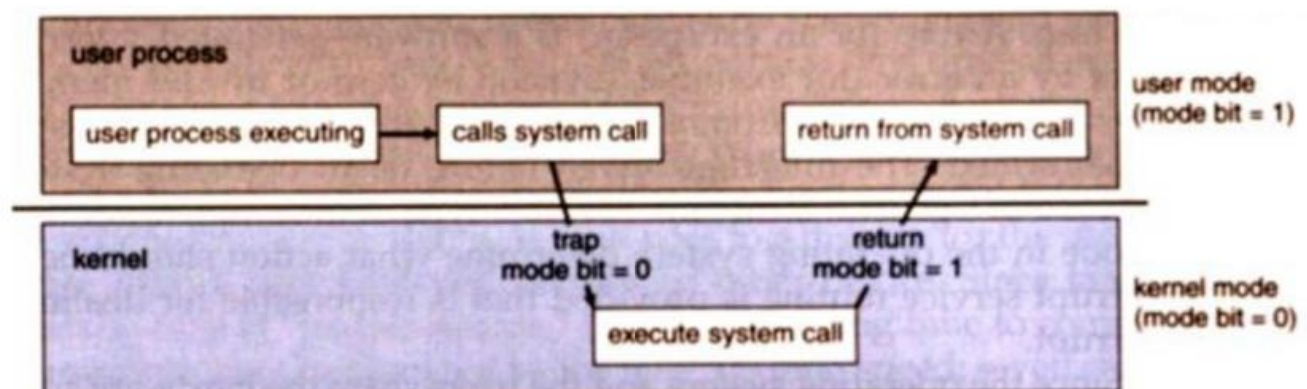 user process
user process executing
calls system call
return from system call
user mode
(mode bit = 1)
trap
mode bit = 0
return
mode bit = 1
kernel
execute system call
kernel mode
(mode bit = 0)